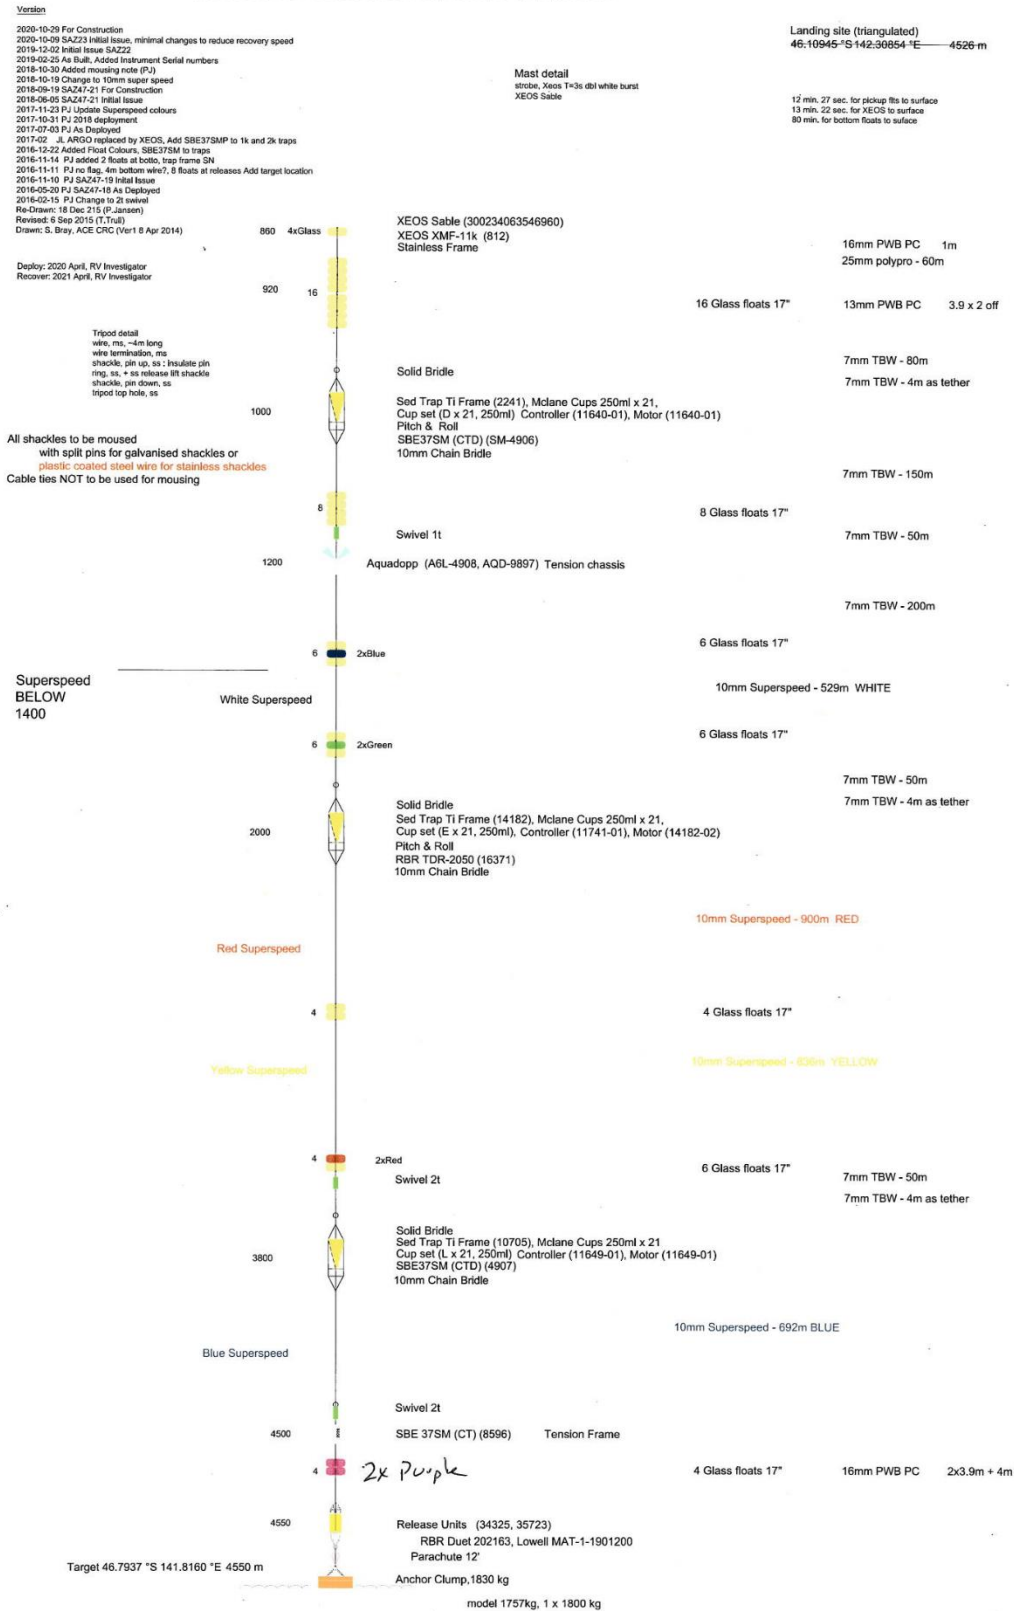 Version
2020-10-29 For Construction
2020-10-09 SAZ23 initial issue, minimal changes to reduce recovery speed
2019-12-02 Initial Issue SAZ22
2019-02-25 As Built, Added Instrument Serial numbers
2018-10-30 Added mousing note (PJ)
2018-10-19 Change to 10mm super speed
2018-09-19 SAZ47-21 For Construction
2018-06-05 SAZ47-21 Initial Issue
2017-11-23 PJ Update Superspeed colours
2017-10-31 PJ 2018 deployment
2017-07-03 PJ As Deployed
2017-02 JL ARGO replaced by XEOS, Add SBE37SMP to 1k and 2k traps
2016-12-22 Added Float Colours, SBE37SM to traps
2016-11-14 PJ added 2 floats at botto, trap frame SN
2016-11-11 PJ no flag, 4m bottom wire?, 8 floats at releases Add target location
2016-11-10 PJ SAZ47-19 Inital Issue
2016-05-20 PJ SAZ47-18 As Deployed
2016-02-15 PJ Change to 2t swivel
Re-Drawn: 18 Dec 215 (P.Jansen)
Revised: 6 Sep 2015 (T.Trull)
Drawn: S. Bray, ACE CRC (Ver1 8 Apr 2014)
Deploy: 2020 April, RV Investigator
Recover: 2021 April, RV Investigator
Landing site (triangulated)
46.10945 °S 142.30854 °E 4526 m
Mast detail
strobe, Xeos T=3s dbl white burst
XEOS Sable
12 min. 27 sec. for pickup flts to surface
13 min. 22 sec. for XEOS to surface
80 min. for bottom floats to suface
860 4xGlass
XEOS Sable (300234063546960)
XEOS XMF-11k (812)
Stainless Frame
16mm PWB PC 1m
25mm polypro - 60m
920 16
16 Glass floats 17" 13mm PWB PC 3.9 x 2 off
Tripod detail
wire, ms, ~4m long
wire termination, ms
shackle, pin up, ss : insulate pin
ring, ss, + ss release lift shackle
shackle, pin down, ss
tripod top hole, ss
7mm TBW - 80m
Solid Bridle
7mm TBW - 4m as tether
1000
Sed Trap Ti Frame (2241), Mclane Cups 250ml x 21,
Cup set (D x 21, 250ml) Controller (11640-01), Motor (11640-01)
Pitch & Roll
SBE37SM (CTD) (SM-4906)
10mm Chain Bridle
All shackles to be moused
with split pins for galvanised shackles or
plastic coated steel wire for stainless shackles
Cable ties NOT to be used for mousing
7mm TBW - 150m
8
8 Glass floats 17"
Swivel 1t
7mm TBW - 50m
1200
Aquadopp (A6L-4908, AQD-9897) Tension chassis
7mm TBW - 200m
6 2xBlue
6 Glass floats 17"
Superspeed
BELOW
1400
White Superspeed
10mm Superspeed - 529m WHITE
6 2xGreen
6 Glass floats 17"
7mm TBW - 50m
7mm TBW - 4m as tether
2000
Solid Bridle
Sed Trap Ti Frame (14182), Mclane Cups 250ml x 21,
Cup set (E x 21, 250ml), Controller (11741-01), Motor (14182-02)
Pitch & Roll
RBR TDR-2050 (16371)
10mm Chain Bridle
10mm Superspeed - 900m RED
Red Superspeed
4
4 Glass floats 17"
Yellow Superspeed
10mm Superspeed - 836m YELLOW
4 2xRed
6 Glass floats 17"
Swivel 2t
7mm TBW - 50m
7mm TBW - 4m as tether
3800
Solid Bridle
Sed Trap Ti Frame (10705), Mclane Cups 250ml x 21
Cup set (L x 21, 250ml) Controller (11649-01), Motor (11649-01)
SBE37SM (CTD) (4907)
10mm Chain Bridle
10mm Superspeed - 692m BLUE
Blue Superspeed
Swivel 2t
4500
SBE 37SM (CT) (8596) Tension Frame
4 2x Purple
4 Glass floats 17" 16mm PWB PC 2x3.9m + 4m
4550
Release Units (34325, 35723)
RBR Duet 202163, Lowell MAT-1-1901200
Parachute 12'
Target 46.7937 °S 141.8160 °E 4550 m
Anchor Clump,1830 kg
model 1757kg, 1 x 1800 kg